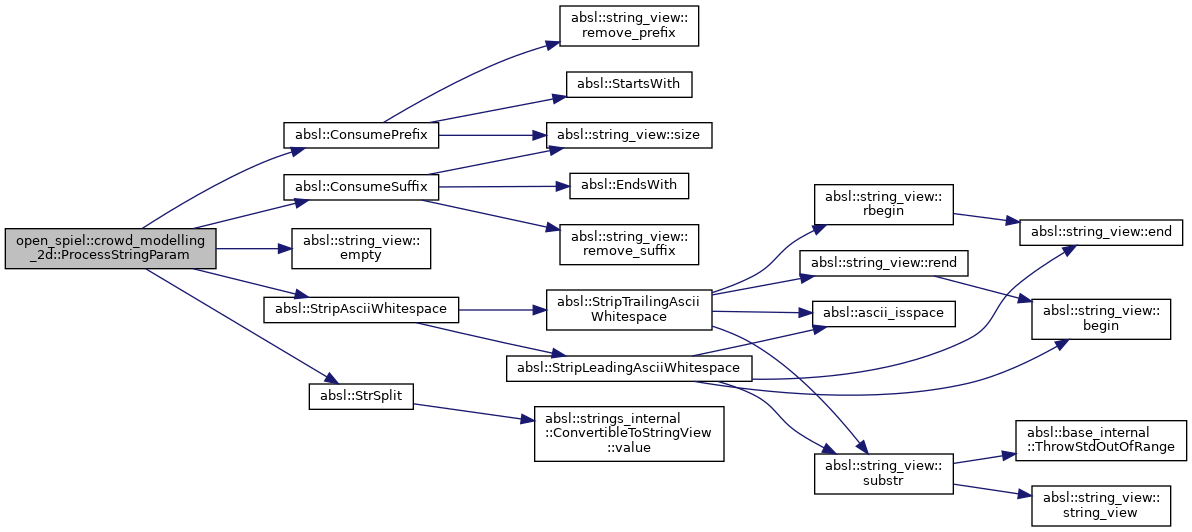 open_spiel::crowd_modelling
_2d::ProcessStringParam
absl::ConsumePrefix
absl::ConsumeSuffix
absl::string_view::
empty
absl::StripAsciiWhitespace
absl::StrSplit
absl::string_view::
remove_prefix
absl::StartsWith
absl::string_view::size
absl::EndsWith
absl::string_view::
remove_suffix
absl::StripTrailingAscii
Whitespace
absl::StripLeadingAsciiWhitespace
absl::strings_internal
::ConvertibleToStringView
::value
absl::string_view::
rbegin
absl::string_view::rend
absl::ascii_isspace
absl::string_view::
substr
absl::string_view::end
absl::string_view::
begin
absl::base_internal
::ThrowStdOutOfRange
absl::string_view::
string_view